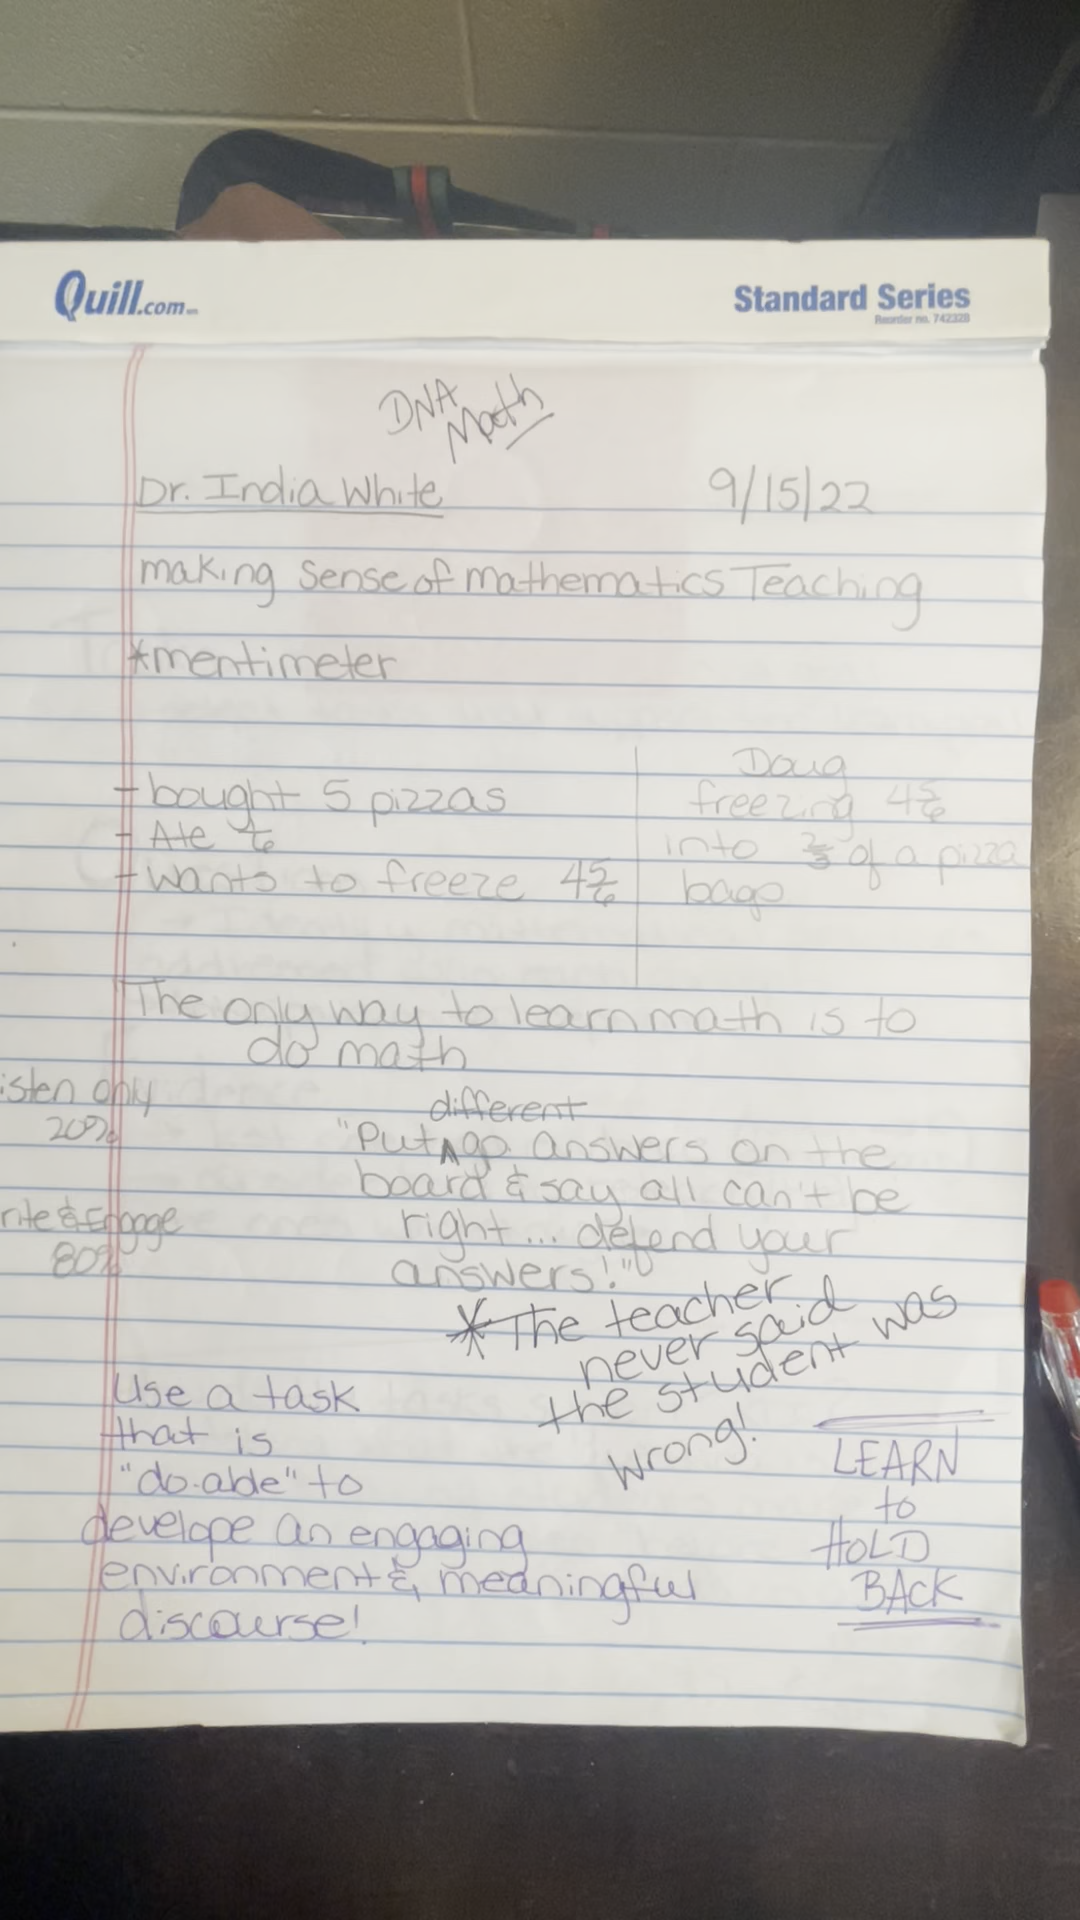 Quill.com
Standard Series
Reorder no. 742328
DNA
Math
Dr. India White
9/15/22
making sense of mathematics Teaching
*mentimeter
- bought 5 pizzas
- Ate 1/6
- wants to freeze 4 5/6
Doug
freezing 4 5/6
into 2/3 of a pizza
bags
The only way to learn math is to
do math
isten only
20%
rite & Engage
80%
different
"Put ^ answers on the
board & say all can't be
right... defend your
answers!"
* The teacher
never said
the student was
wrong!
Use a task
that is
"do-able" to
develope an engaging
environment & meaningful
discourse!
LEARN
to
HOLD
BACK